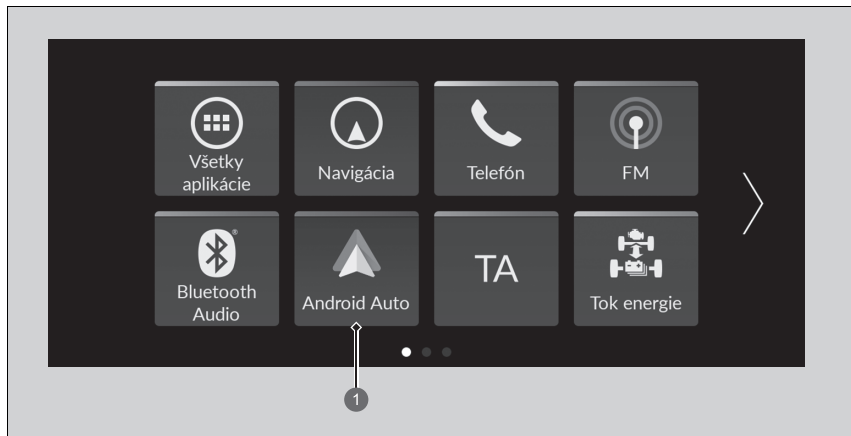 Všetky
aplikácie
Navigácia
Telefón
FM
Bluetooth
Audio
Android Auto
TA
Tok energie
1